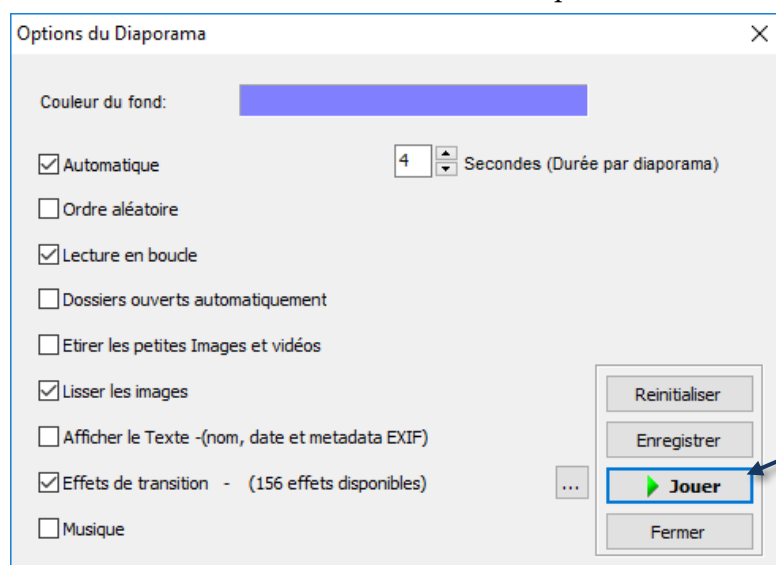 Options du Diaporama
Couleur du fond:
Automatique
4 Secondes (Durée par diaporama)
Ordre aléatoire
Lecture en boucle
Dossiers ouverts automatiquement
Etirer les petites Images et vidéos
Lisser les images
Reinitialiser
Afficher le Texte -(nom, date et metadata EXIF)
Enregistrer
Effets de transition - (156 effets disponibles)
...
Jouer
Musique
Fermer